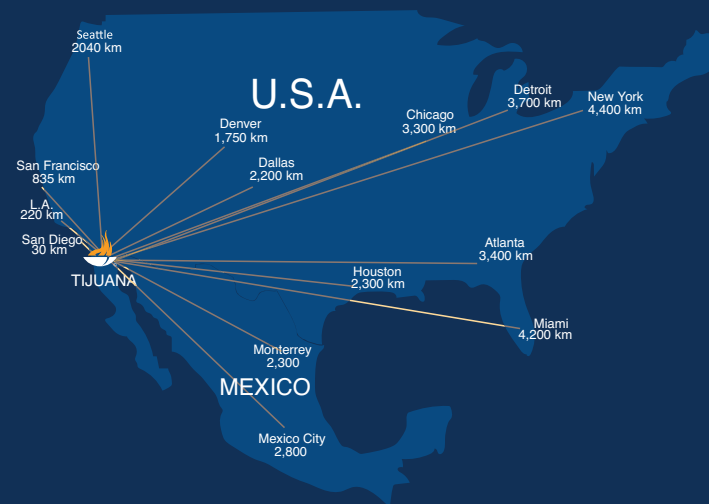 Seattle
2040 km
U.S.A.
Detroit
3,700 km
New York
4,400 km
Chicago
3,300 km
Denver
1,750 km
Dallas
2,200 km
San Francisco
835 km
L.A.
220 km
San Diego
30 km
TIJUANA
Atlanta
3,400 km
Houston
2,300 km
Miami
4,200 km
Monterrey
2,300
MEXICO
Mexico City
2,800